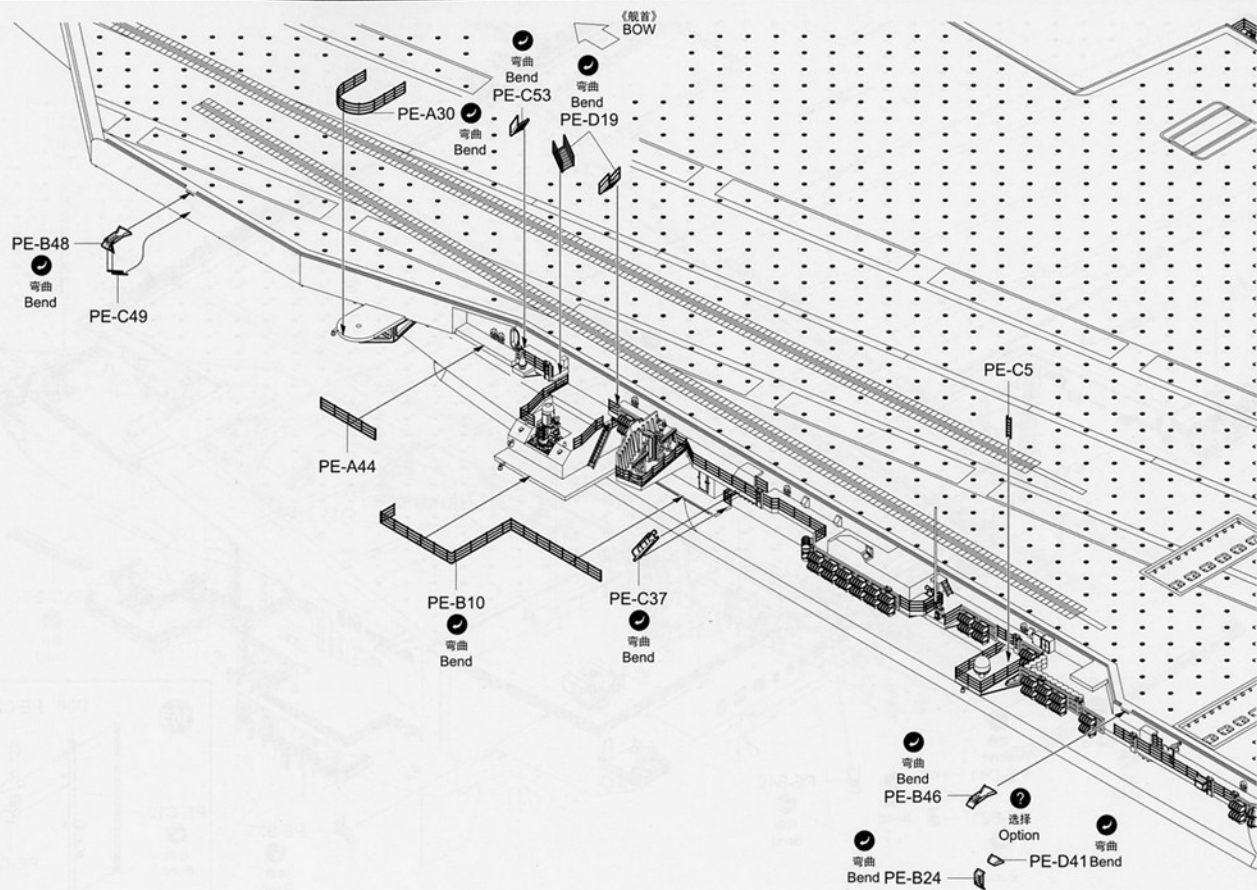 《舰首》
BOW
弯曲
Bend
PE-C53
弯曲
Bend
PE-D19
PE-A30
弯曲
Bend
PE-B48
弯曲
Bend
PE-C49
PE-C5
PE-A44
PE-B10
弯曲
Bend
PE-C37
弯曲
Bend
弯曲
Bend
PE-B46
?
选择
Option
弯曲
Bend
PE-D41
弯曲
Bend
PE-B24